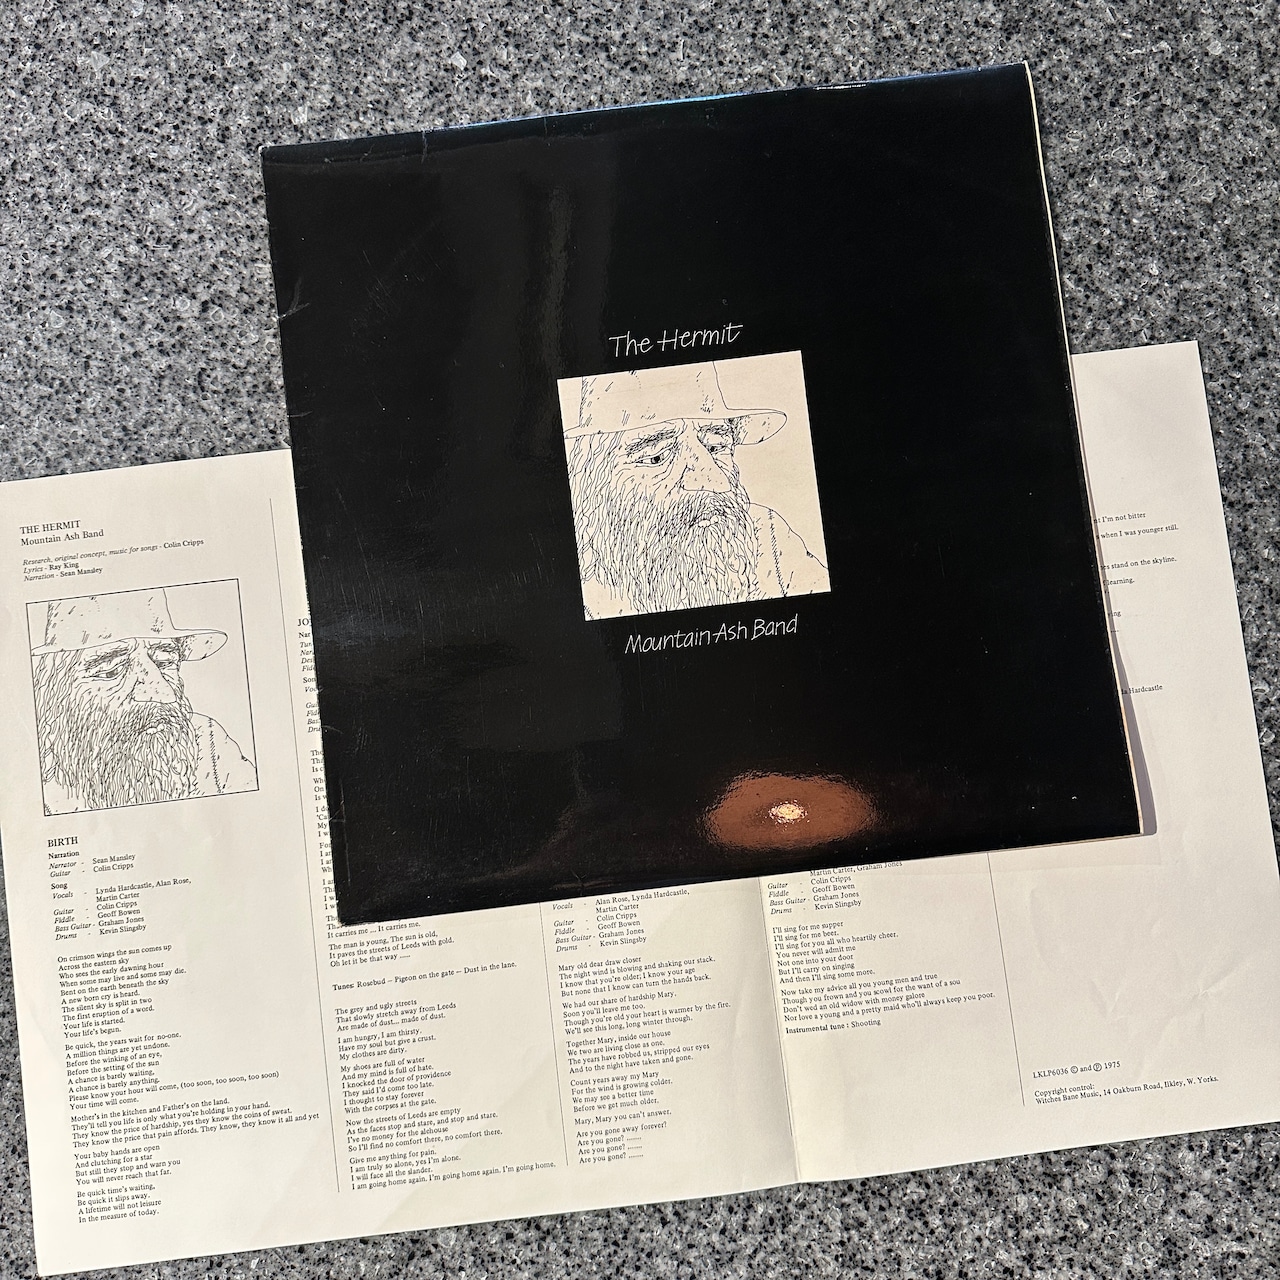 The Hermit
Mountain Ash Band
THE HERMIT
Mountain Ash Band
Research, original concept, music for songs - Colin Cripps
Lyrics - Ray King
Narration - Sean Mansley
BIRTH
Narration
Narrator - Sean Mansley
Guitar - Colin Cripps
Song
Vocals - Lynda Hardcastle, Alan Rose,
Martin Carter
Guitar - Colin Cripps
Fiddle - Geoff Bowen
Bass Guitar - Graham Jones
Drums - Kevin Slingsby
On crimson wings the sun comes up
Across the eastern sky
Who sees the early dawning hour
When some may live and some may die.
Bent on the earth beneath the sky
A new born cry is heard.
The silent sky is split in two
The first eruption of a word.
Your life is started.
Your life's begun.
Be quick, the years wait for no-one.
A million things are yet undone.
Before the winking of an eye,
Before the setting of the sun
A chance is barely waiting,
A chance is barely anything.
Please know your hour will come, (too soon, too soon, too soon)
Your time will come.
Mother's in the kitchen and Father's on the land.
They'll tell you life is only what you're holding in your hand.
They know the price of hardship, yes they know the coins of sweat.
They know the price that pain affords. They know, they know it all and yet
Your baby hands are open
And clutching for a star
But still they stop and warn you
You will never reach that far.
Be quick time's waiting,
Be quick it slips away.
A lifetime will not leisure
In the measure of today.
It carries me ... It carries me.
The man is young, The sun is old,
It paves the streets of Leeds with gold.
Oh let it be that way .....
Tunes: Rosebud — Pigeon on the gate — Dust in the lane.
The grey and ugly streets
That slowly stretch away from Leeds
Are made of dust... made of dust.
I am hungry, I am thirsty,
Have my soul but give a crust.
My clothes are dirty.
My shoes are full of water
And my mind is full of hate.
I knocked the door of providence
They said I'd come too late.
I thought to stay forever
With the corpses at the gate.
Now the streets of Leeds are empty
As the faces stop and stare, and stop and stare.
I've no money for the alehouse
So I'll find no comfort there, no comfort there.
Give me anything for pain.
I am truly so alone, yes I'm alone.
I will face all the slander.
I am going home again. I'm going home again. I'm going home.
Vocals - Alan Rose, Lynda Hardcastle,
Martin Carter
Guitar - Colin Cripps
Fiddle - Geoff Bowen
Bass Guitar - Graham Jones
Drums - Kevin Slingsby
Mary old dear draw closer
The night wind is blowing and shaking our stack.
I know that you're older; I know your age
But none that I know can turn the hands back.
We had our share of hardship Mary,
Soon you'll leave me too.
Though you're old your heart is warmer by the fire.
We'll see this long, long winter through.
Together Mary, inside our house
We two are living close as one.
The years have robbed us, stripped our eyes
And to the night have taken and gone.
Count years away my Mary
For the wind is growing colder.
We may see a better time
Before we get much older.
Mary, Mary you can't answer.
Are you gone away forever?
Are you gone? .......
Are you gone? .......
Are you gone? .......
Martin Carter, Graham Jones
Guitar - Colin Cripps
Fiddle - Geoff Bowen
Bass Guitar - Graham Jones
Drums - Kevin Slingsby
I'll sing for me supper
I'll sing for me beer.
I'll sing for you all who heartily cheer.
You never will admit me
Not one into your door
But I'll carry on singing
And then I'll sing some more.
Now take my advice all you young men and true
Though you frown and you scowl for the want of a sou
Don't wed an old widow with money galore
Nor love a young and a pretty maid who'll always keep you poor.
Instrumental tune : Shooting
I'm not bitter
when I was younger still.
stand on the skyline.
learning.
Hardcastle
LKLP6036 © and ℗ 1975
Copyright control:
Witches Bane Music, 14 Oakburn Road, Ilkley, W. Yorks.